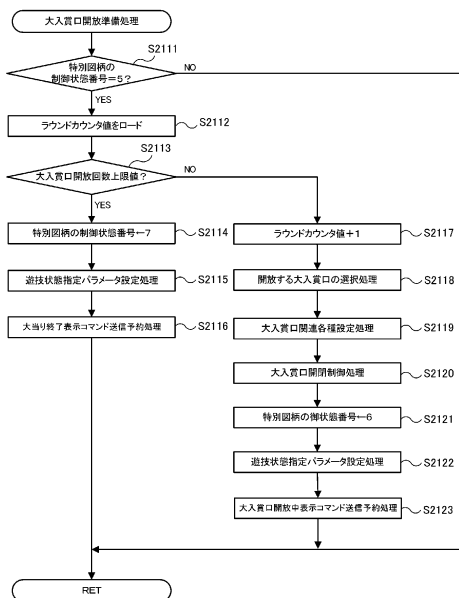 大入賞口開放準備処理
S2111
特別図柄の
制御状態番号=5?
NO
YES
ラウンドカウンタ値をロード
S2112
S2113
大入賞口開放回数上限値?
NO
YES
特別図柄の制御状態番号←7
S2114
遊技状態指定パラメータ設定処理
S2115
大当り終了表示コマンド送信予約処理
S2116
ラウンドカウンタ値+1
S2117
開放する大入賞口の選択処理
S2118
大入賞口関連各種設定処理
S2119
大入賞口開閉制御処理
S2120
特別図柄の御状態番号←6
S2121
遊技状態指定パラメータ設定処理
S2122
大入賞口開放中表示コマンド送信予約処理
S2123
RET